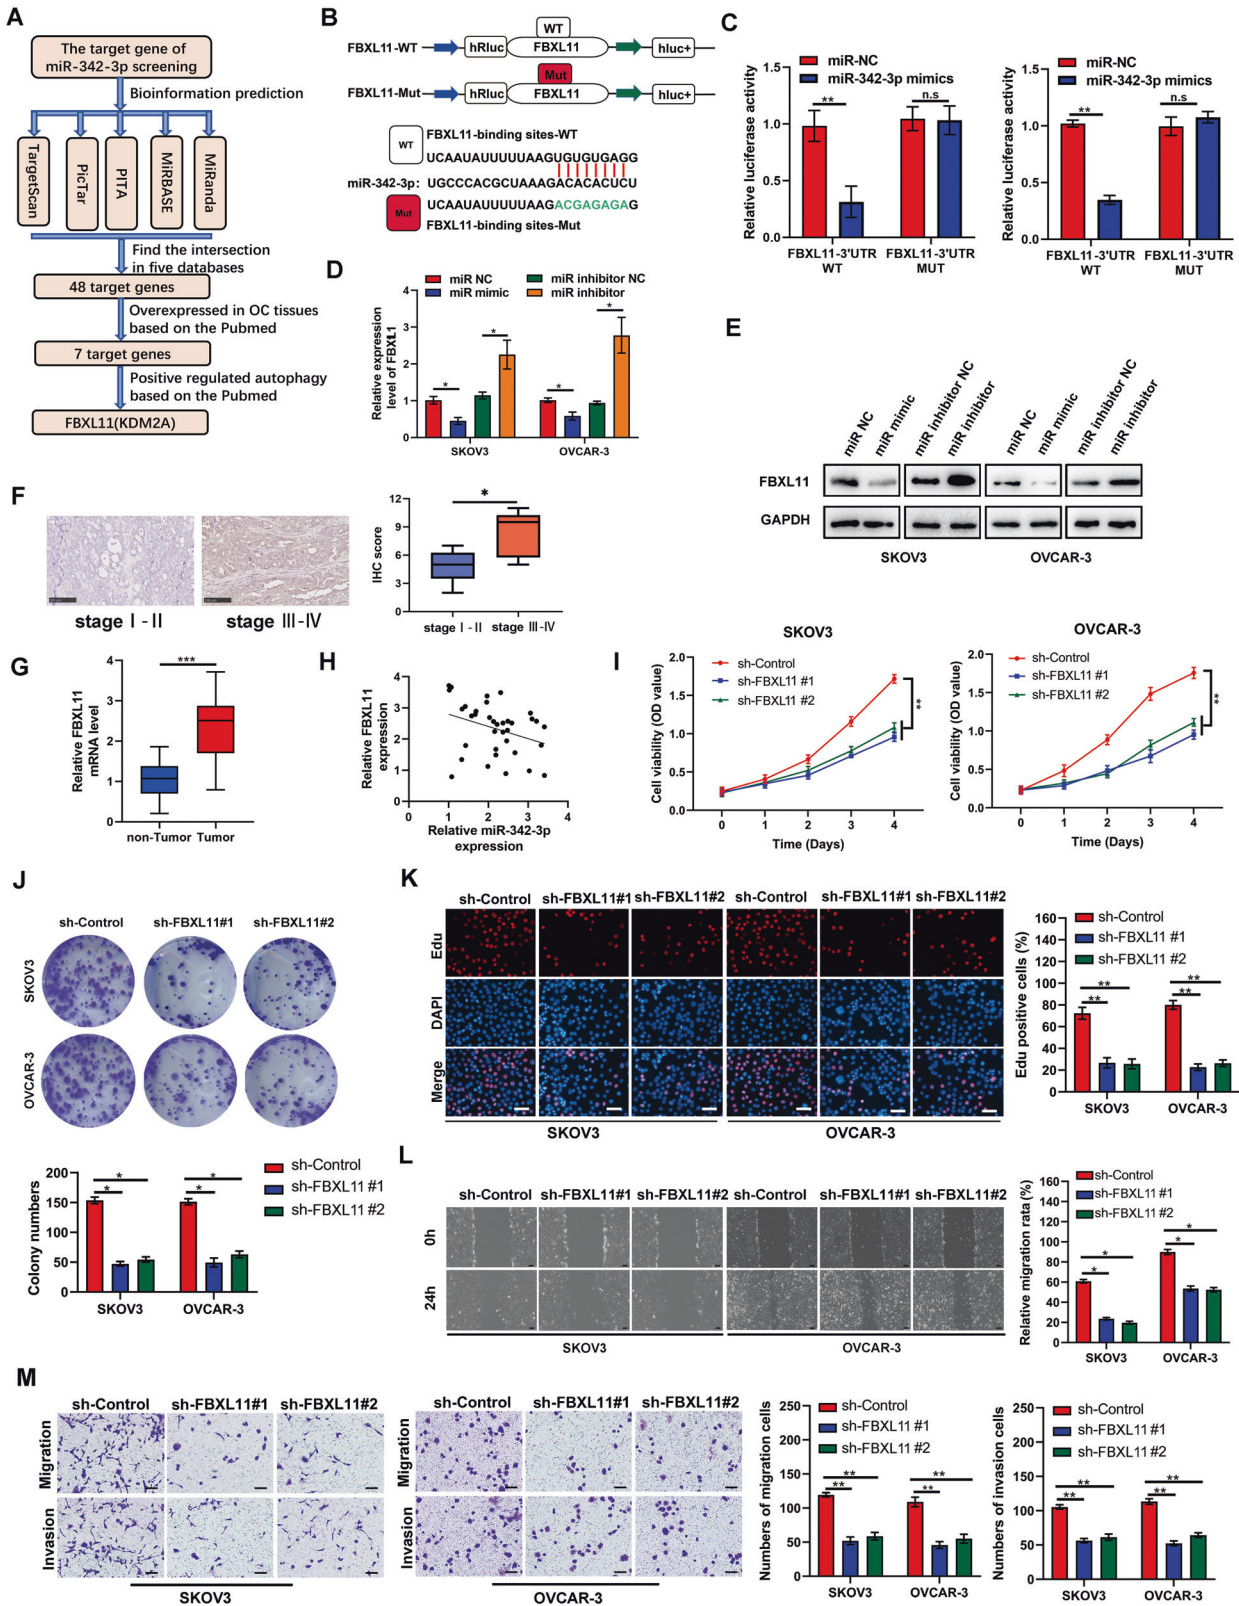 A
The target gene of
miR-342-3p screening
Bioinformation prediction
TargetScan
PicTar
PITA
MiRBASE
MiRanda
Find the intersection
in five databases
48 target genes
Overexpressed in OC tissues
based on the Pubmed
7 target genes
Positive regulated autophagy
based on the Pubmed
FBXL11(KDM2A)
B
WT
FBXL11-WT
hRluc
FBXL11
hluc+
Mut
FBXL11-Mut
hRluc
FBXL11
hluc+
WT
FBXL11-binding sites-WT
UCAAUAUUUUUAAGUGUGUGAGG
miR-342-3p: UGCCCACGCUAAAGACACACUCU
Mut
UCAAUAUUUUUAAGACGAGAGAG
FBXL11-binding sites-Mut
C
miR-NC
miR-342-3p mimics
Relative luciferase activity
1.5
1.0
0.5
0.0
**
n.s
FBXL11-3'UTR
WT
FBXL11-3'UTR
MUT
miR-NC
miR-342-3p mimics
Relative luciferase activity
1.5
1.0
0.5
0.0
**
n.s
FBXL11-3'UTR
WT
FBXL11-3'UTR
MUT
D
miR NC
miR mimic
miR inhibitor NC
miR inhibitor
Relative expression
level of FBXL1
4
3
2
1
0
*
*
*
*
SKOV3
OVCAR-3
E
miR NC
miR mimic
miR inhibitor NC
miR inhibitor
miR NC
miR mimic
miR inhibitor NC
miR inhibitor
FBXL11
GAPDH
SKOV3
OVCAR-3
F
stage Ⅰ-Ⅱ
stage Ⅲ-Ⅳ
IHC score
12
9
6
3
0
*
stage Ⅰ-Ⅱ
stage Ⅲ-Ⅳ
G
Relative FBXL11
mRNA level
4
3
2
1
0
***
non-Tumor
Tumor
H
Relative FBXL11
expression
4
3
2
1
0
0
1
2
3
4
Relative miR-342-3p
expression
I
SKOV3
sh-Control
sh-FBXL11 #1
sh-FBXL11 #2
Cell viability (OD value)
2.0
1.5
1.0
0.5
0.0
**
0
1
2
3
4
Time (Days)
OVCAR-3
sh-Control
sh-FBXL11 #1
sh-FBXL11 #2
Cell viability (OD value)
2.0
1.5
1.0
0.5
0.0
**
0
1
2
3
4
Time (Days)
J
sh-Control
sh-FBXL11#1
sh-FBXL11#2
SKOV3
OVCAR-3
Colony numbers
200
150
100
50
0
*
*
*
*
SKOV3
OVCAR-3
sh-Control
sh-FBXL11 #1
sh-FBXL11 #2
K
sh-Control
sh-FBXL11#1
sh-FBXL11#2
sh-Control
sh-FBXL11#1
sh-FBXL11#2
Edu
DAPI
Merge
SKOV3
OVCAR-3
Edu positive cells (%)
160
140
120
100
80
60
40
20
0
sh-Control
sh-FBXL11 #1
sh-FBXL11 #2
**
**
**
**
SKOV3
OVCAR-3
L
sh-Control
sh-FBXL11#1
sh-FBXL11#2
sh-Control
sh-FBXL11#1
sh-FBXL11#2
0h
24h
SKOV3
OVCAR-3
Relative migration rata (%)
160
140
120
100
80
60
40
20
0
sh-Control
sh-FBXL11 #1
sh-FBXL11 #2
*
*
*
*
SKOV3
OVCAR-3
M
sh-Control
sh-FBXL11#1
sh-FBXL11#2
Migration
Invasion
SKOV3
sh-Control
sh-FBXL11#1
sh-FBXL11#2
Migration
Invasion
OVCAR-3
Numbers of migration cells
250
200
150
100
50
0
sh-Control
sh-FBXL11 #1
sh-FBXL11 #2
**
**
**
**
SKOV3
OVCAR-3
Numbers of invasion cells
250
200
150
100
50
0
sh-Control
sh-FBXL11 #1
sh-FBXL11 #2
**
**
**
**
SKOV3
OVCAR-3